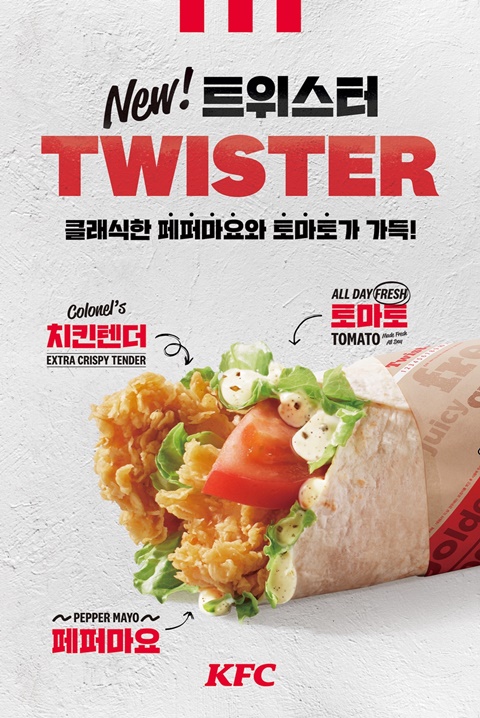 New! 트위스터
TWISTER
클래식한 페퍼마요와 토마토가 가득!
Colonel's
치킨텐더
EXTRA CRISPY TENDER
ALL DAY FRESH
토마토
TOMATO Made Fresh All Day
juicy
PEPPER MAYO
페퍼마요
KFC